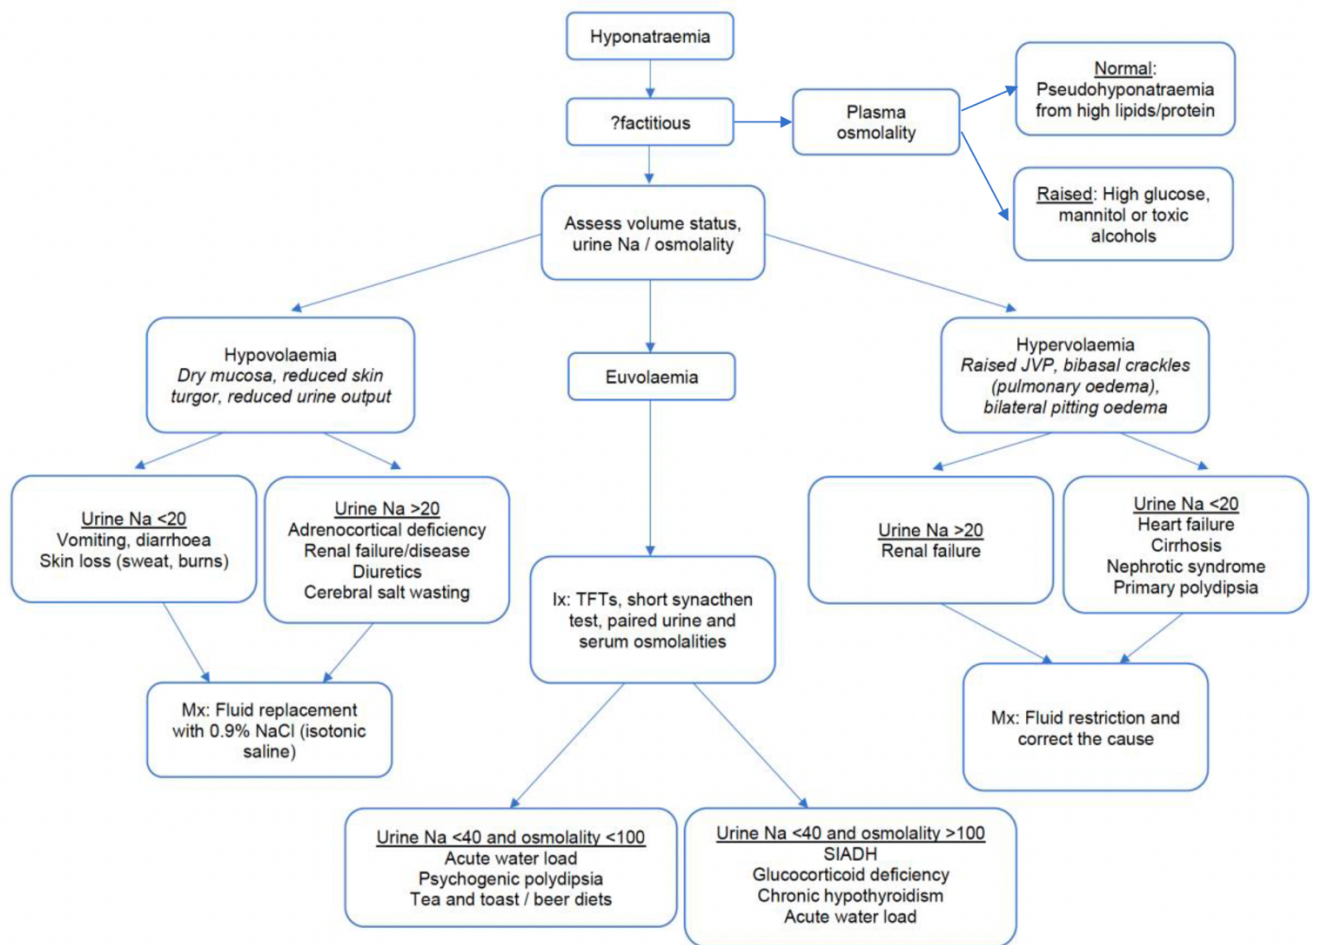 Hyponatraemia
?factitious
Plasma
osmolality
Normal:
Pseudohyponatraemia
from high lipids/protein
Raised: High glucose,
mannitol or toxic
alcohols
Assess volume status,
urine Na / osmolality
Hypovolaemia
Dry mucosa, reduced skin
turgor, reduced urine output
Euvolaemia
Hypervolaemia
Raised JVP, bibasal crackles
(pulmonary oedema),
bilateral pitting oedema
Urine Na <20
Vomiting, diarrhoea
Skin loss (sweat, burns)
Urine Na >20
Adrenocortical deficiency
Renal failure/disease
Diuretics
Cerebral salt wasting
Ix: TFTs, short synacthen
test, paired urine and
serum osmolalities
Urine Na >20
Renal failure
Urine Na <20
Heart failure
Cirrhosis
Nephrotic syndrome
Primary polydipsia
Mx: Fluid replacement
with 0.9% NaCl (isotonic
saline)
Mx: Fluid restriction and
correct the cause
Urine Na <40 and osmolality <100
Acute water load
Psychogenic polydipsia
Tea and toast / beer diets
Urine Na <40 and osmolality >100
SIADH
Glucocorticoid deficiency
Chronic hypothyroidism
Acute water load